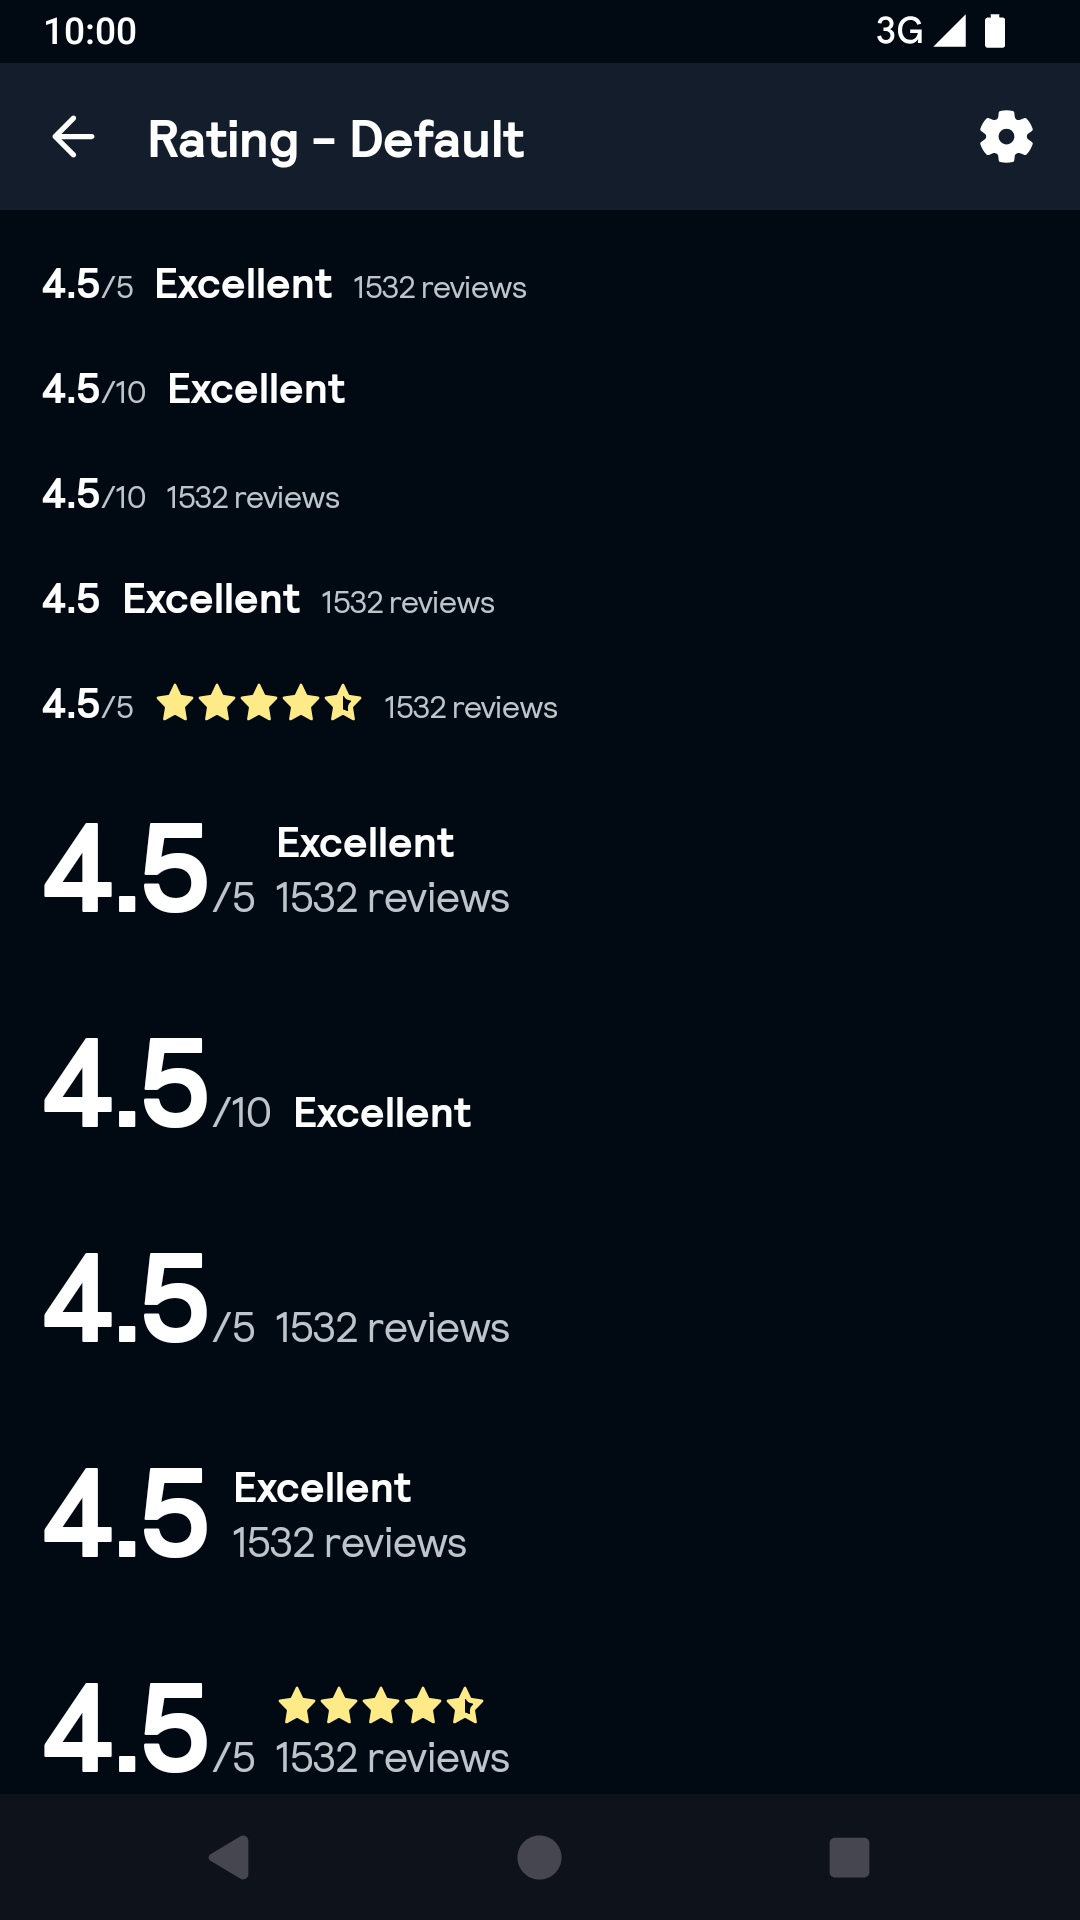 10:00 3G
Rating – Default
4.5/5 Excellent 1532 reviews
4.5/10 Excellent
4.5/10 1532 reviews
4.5 Excellent 1532 reviews
4.5/5 1532 reviews
Excellent
4.5/5 1532 reviews
4.5/10 Excellent
4.5/5 1532 reviews
Excellent
4.5 1532 reviews
4.5/5 1532 reviews